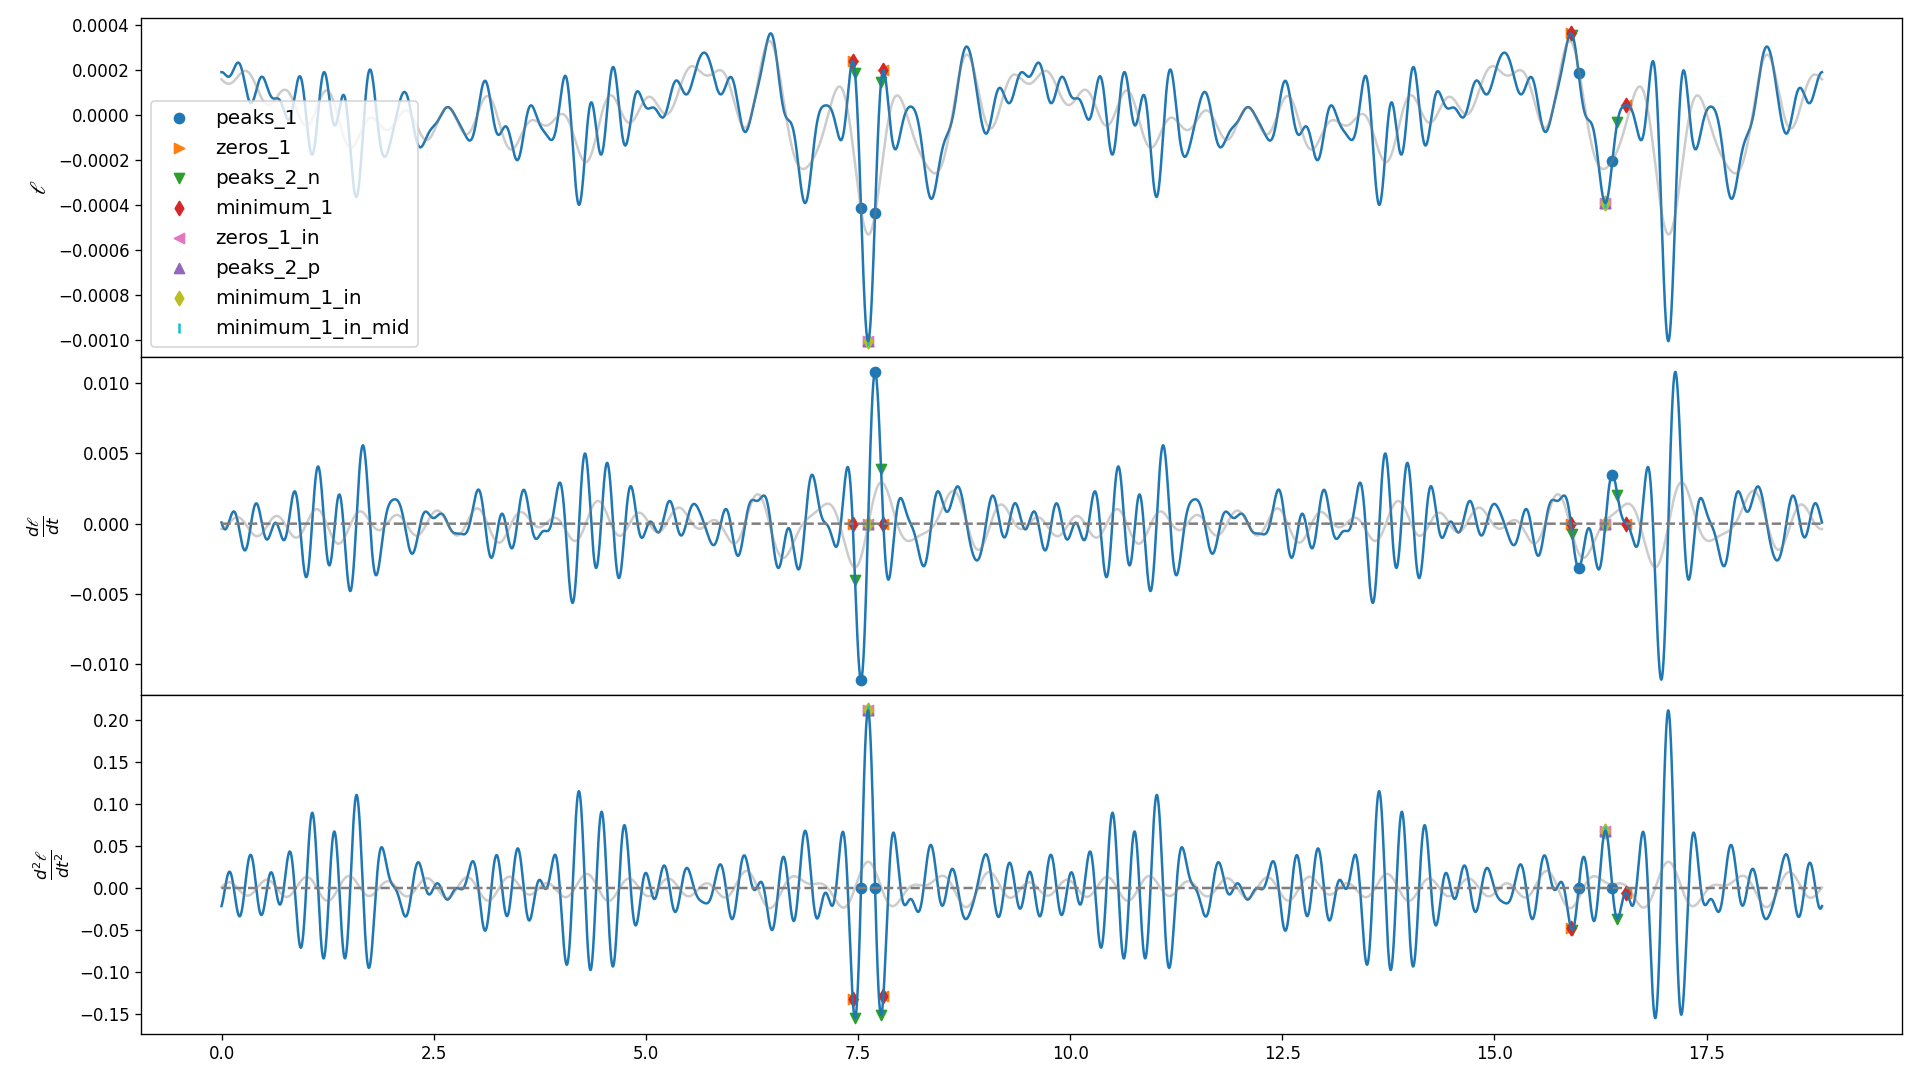 0.0004
0.0002
0.0000
−0.0002
−0.0004
−0.0006
−0.0008
−0.0010
ℓ
peaks_1
zeros_1
peaks_2_n
minimum_1
zeros_1_in
peaks_2_p
minimum_1_in
minimum_1_in_mid
0.010
0.005
0.000
−0.005
−0.010
dℓ
dt
0.20
0.15
0.10
0.05
0.00
−0.05
−0.10
−0.15
d²ℓ
dt²
0.0 2.5 5.0 7.5 10.0 12.5 15.0 17.5